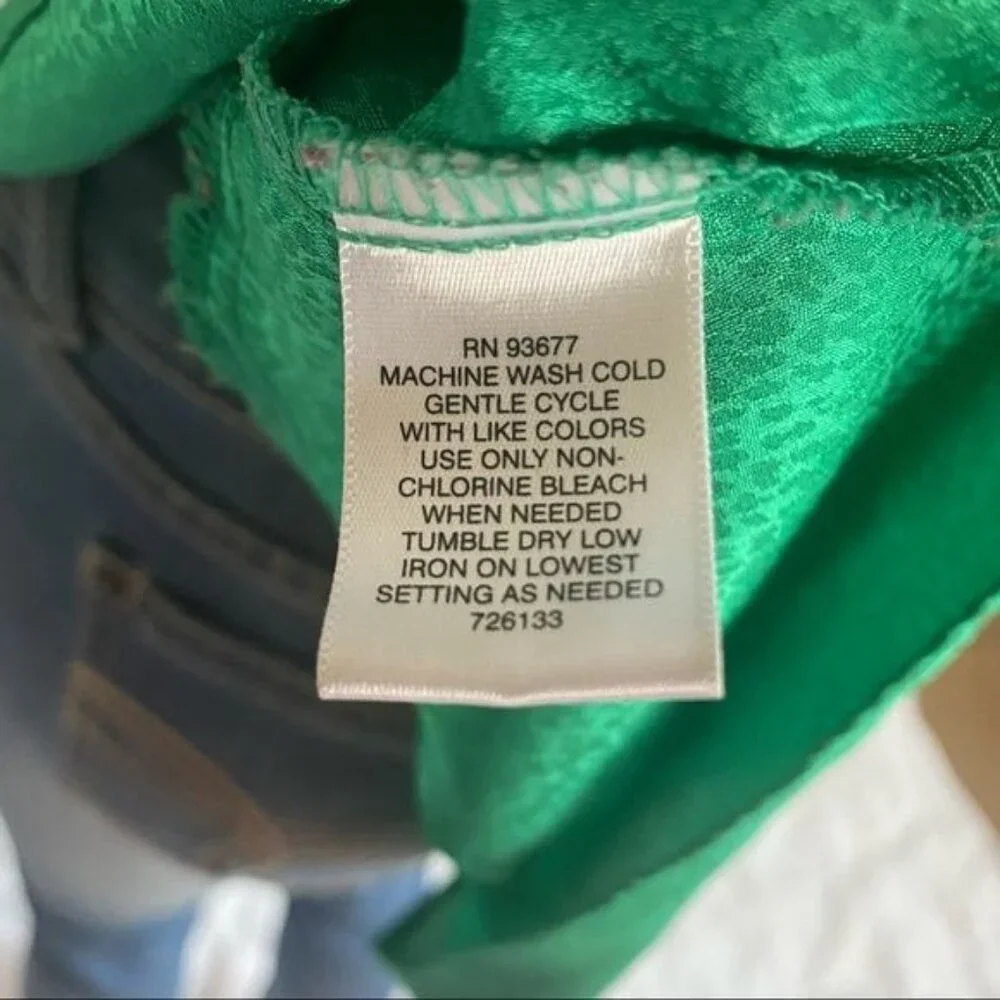 RN 93677
MACHINE WASH COLD
GENTLE CYCLE
WITH LIKE COLORS
USE ONLY NON-
CHLORINE BLEACH
WHEN NEEDED
TUMBLE DRY LOW
IRON ON LOWEST
SETTING AS NEEDED
726133